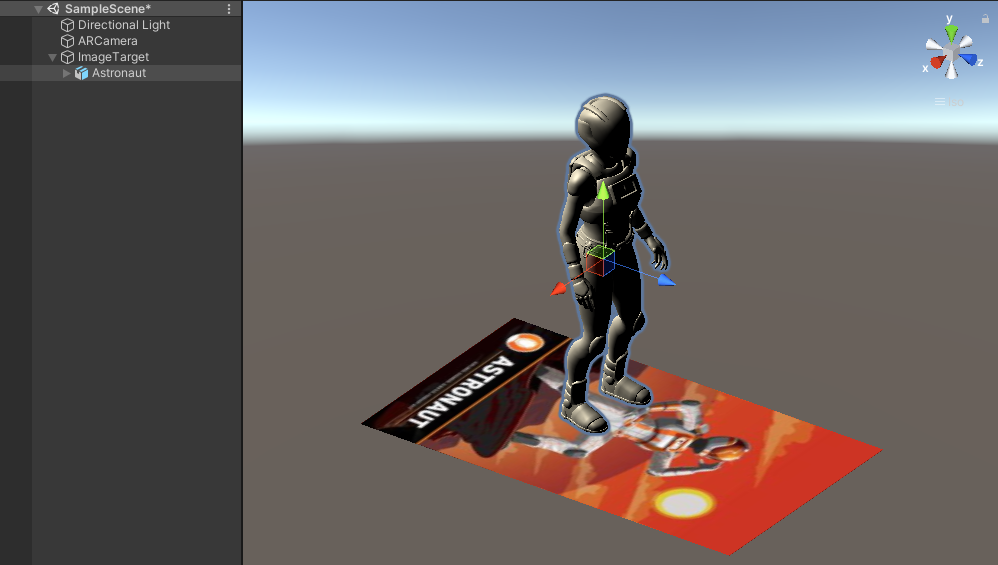 SampleScene*
Directional Light
ARCamera
ImageTarget
Astronaut
y
x
z
ASTRONAUT